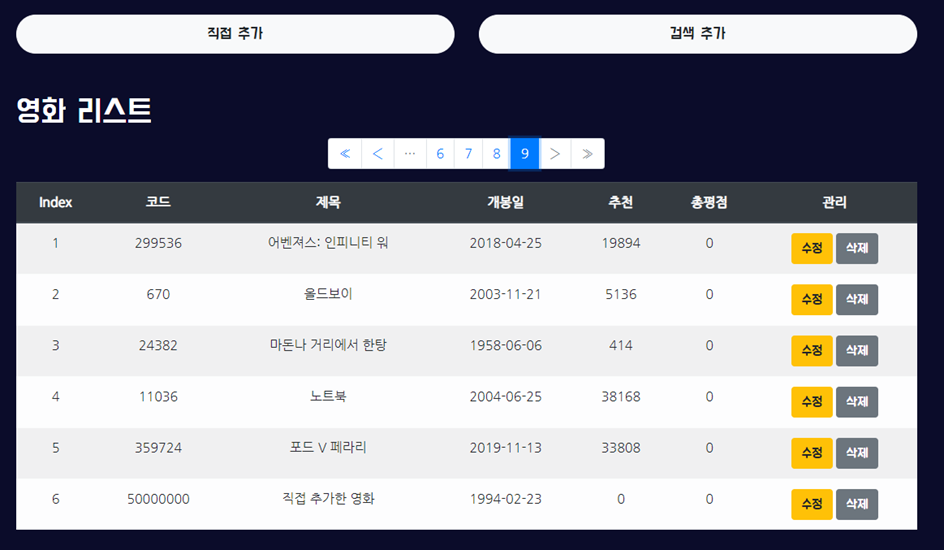 직접 추가 검색 추가
영화 리스트
≪ < ··· 6 7 8 9 > ≫
Index 코드 제목 개봉일 추천 총평점 관리
1 299536 어벤져스: 인피니티 워 2018-04-25 19894 0 수정 삭제
2 670 올드보이 2003-11-21 5136 0 수정 삭제
3 24382 마돈나 거리에서 한탕 1958-06-06 414 0 수정 삭제
4 11036 노트북 2004-06-25 38168 0 수정 삭제
5 359724 포드 V 페라리 2019-11-13 33808 0 수정 삭제
6 50000000 직접 추가한 영화 1994-02-23 0 0 수정 삭제